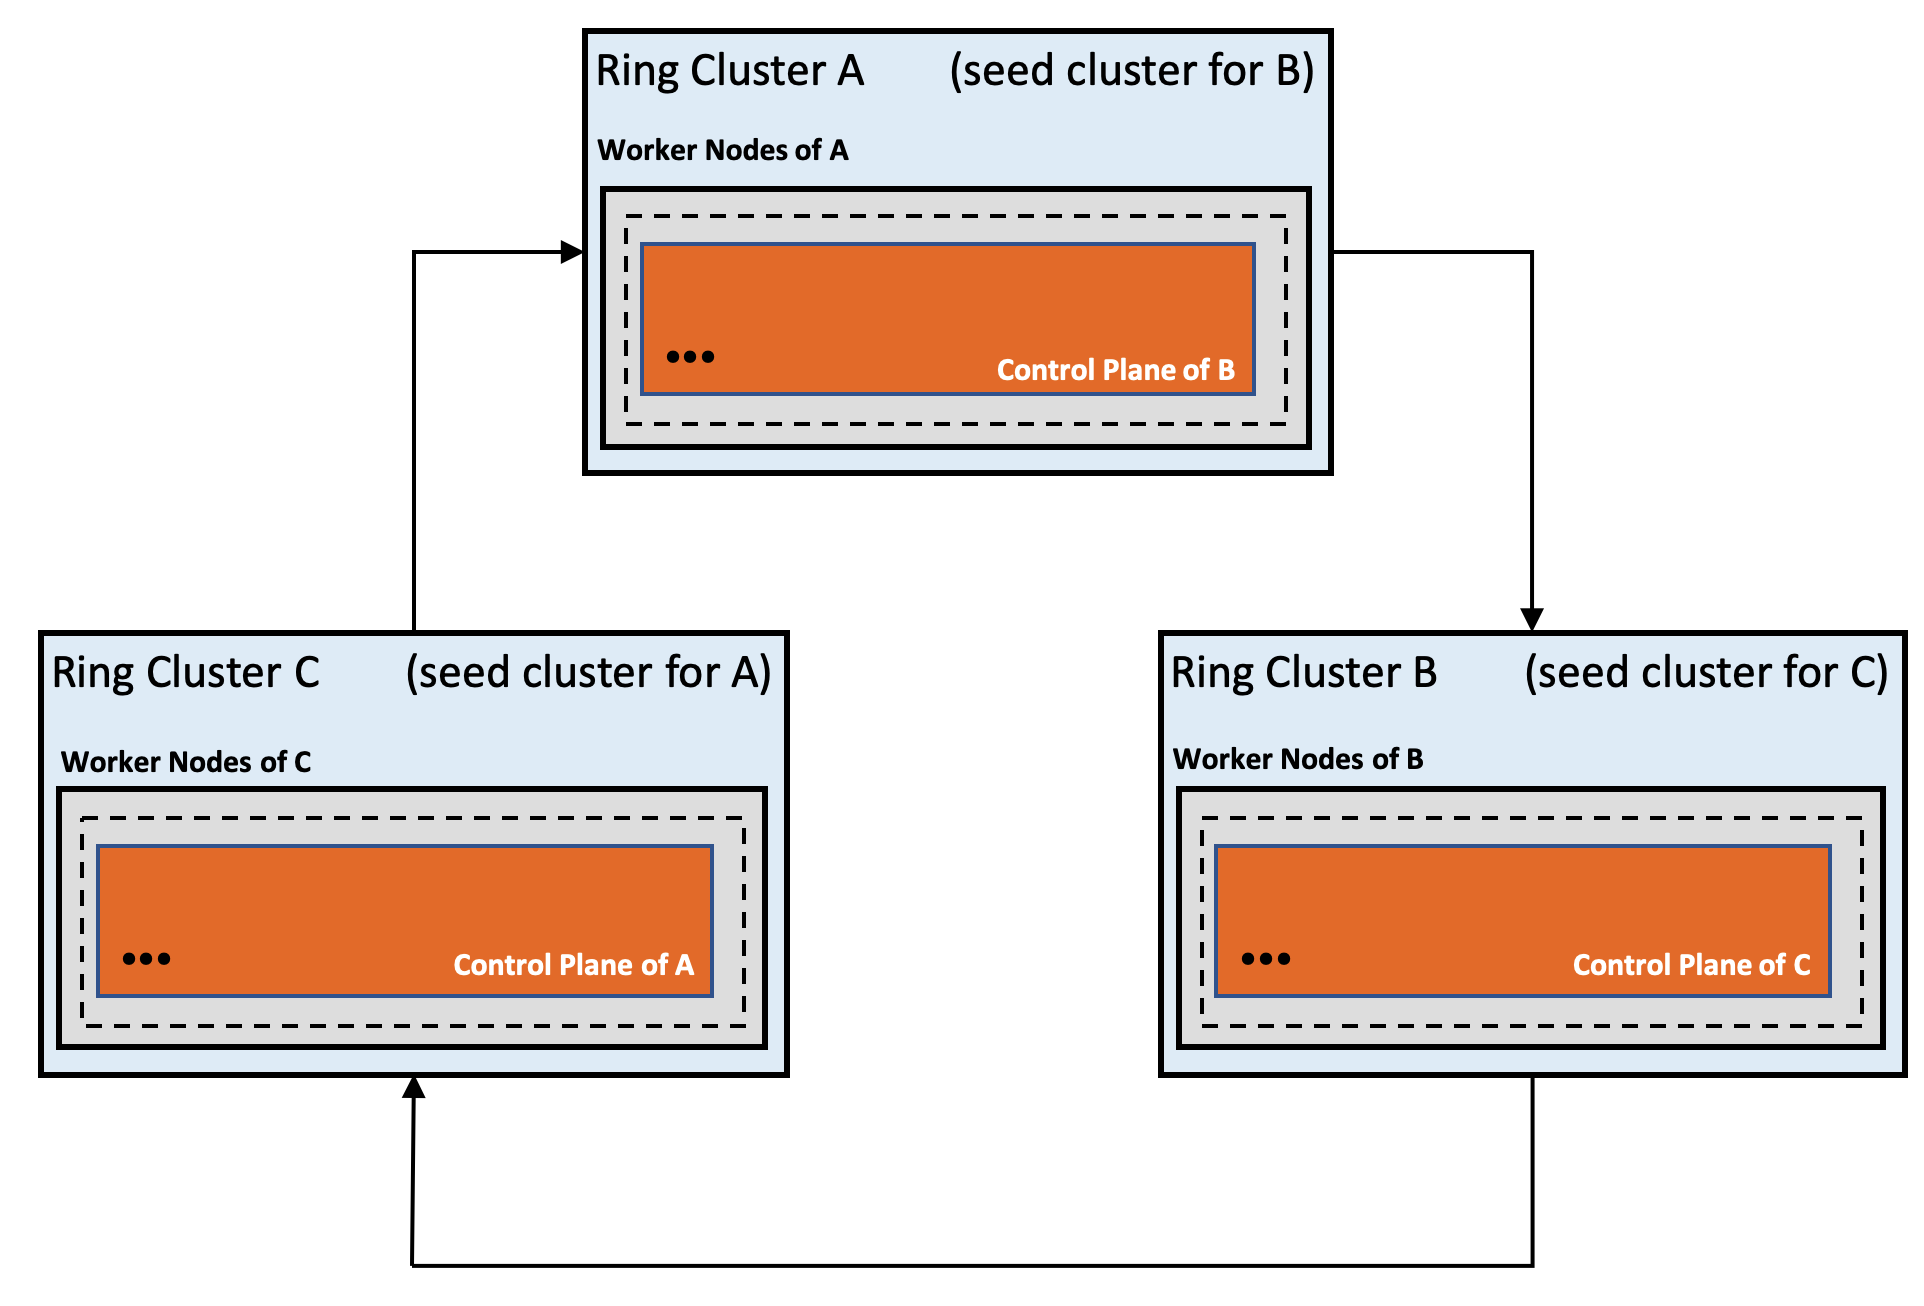 Ring Cluster A (seed cluster for B)
Worker Nodes of A
•••
Control Plane of B
Ring Cluster C (seed cluster for A)
Worker Nodes of C
•••
Control Plane of A
Ring Cluster B (seed cluster for C)
Worker Nodes of B
•••
Control Plane of C